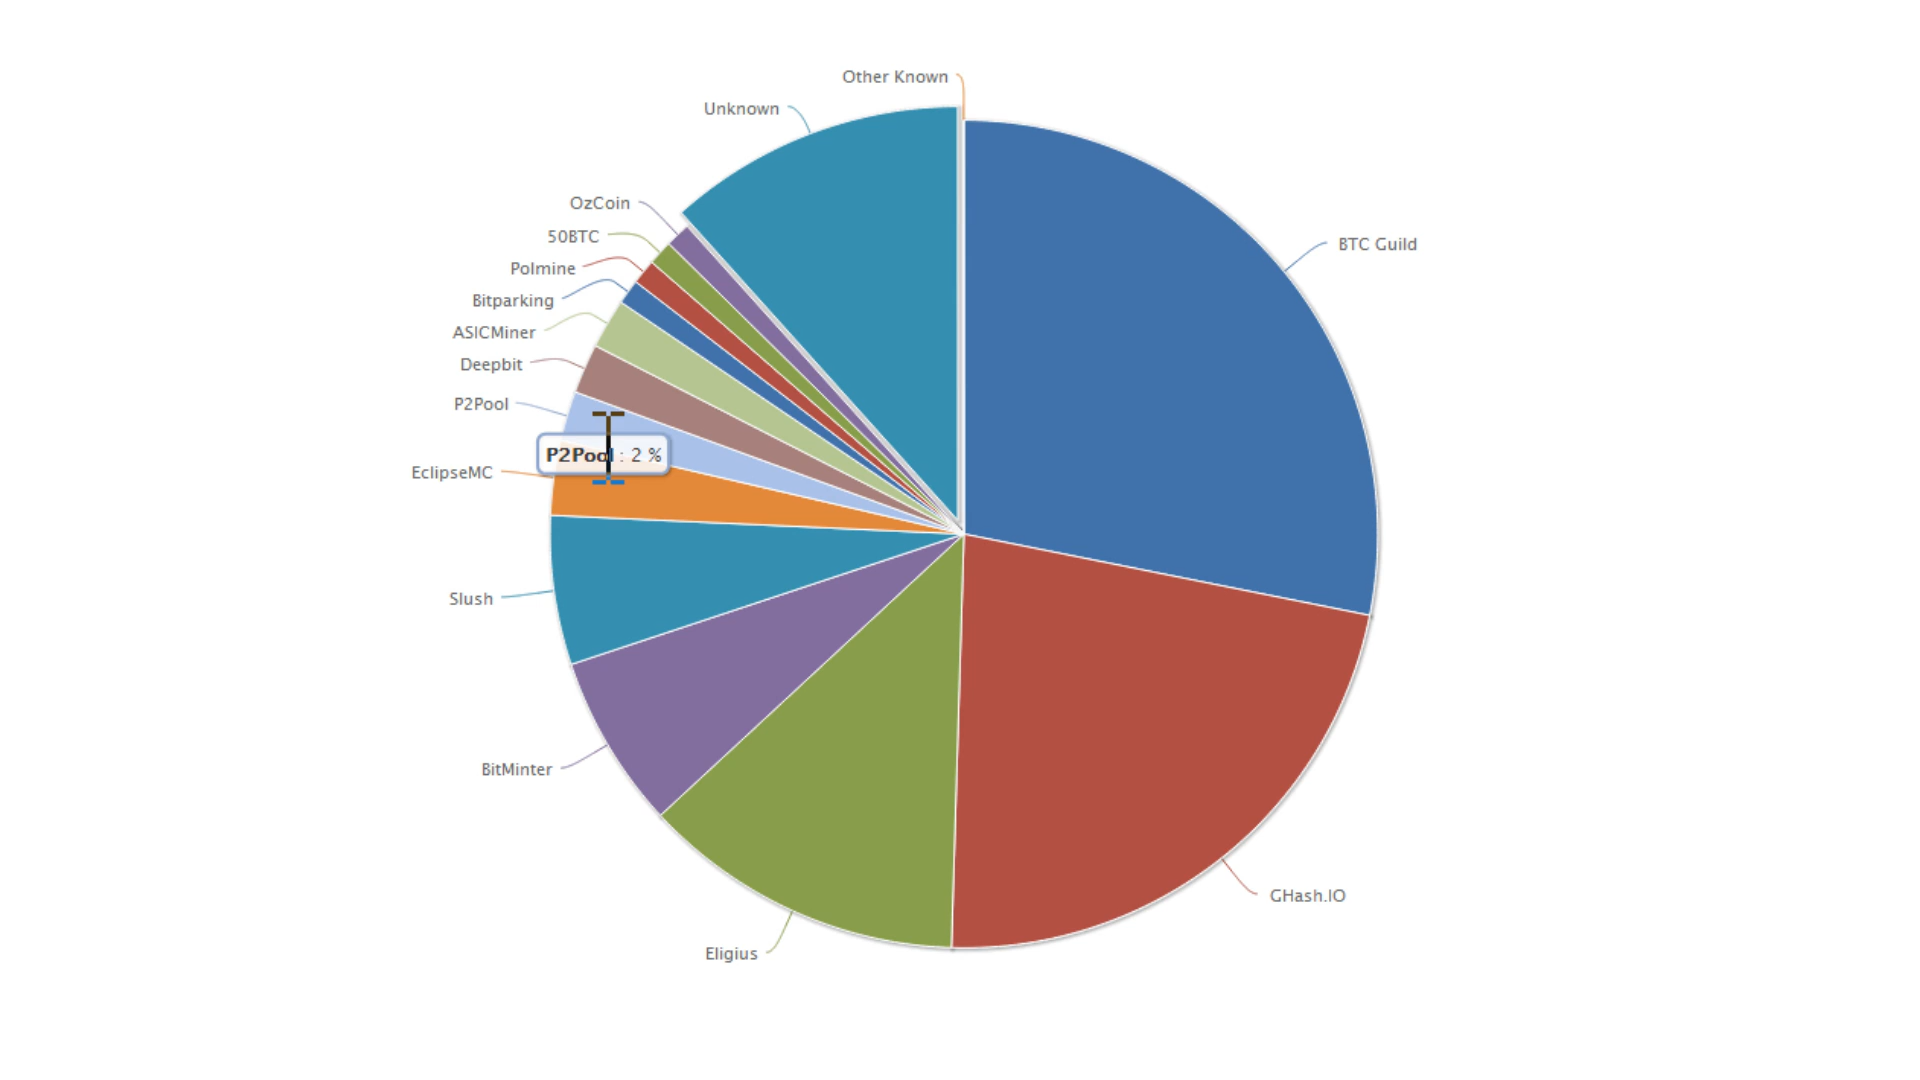 Other Known
Unknown
OzCoin
50BTC
Polmine
Bitparking
ASICMiner
Deepbit
P2Pool
P2Pool : 2 %
EclipseMC
Slush
BitMinter
Eligius
GHash.IO
BTC Guild